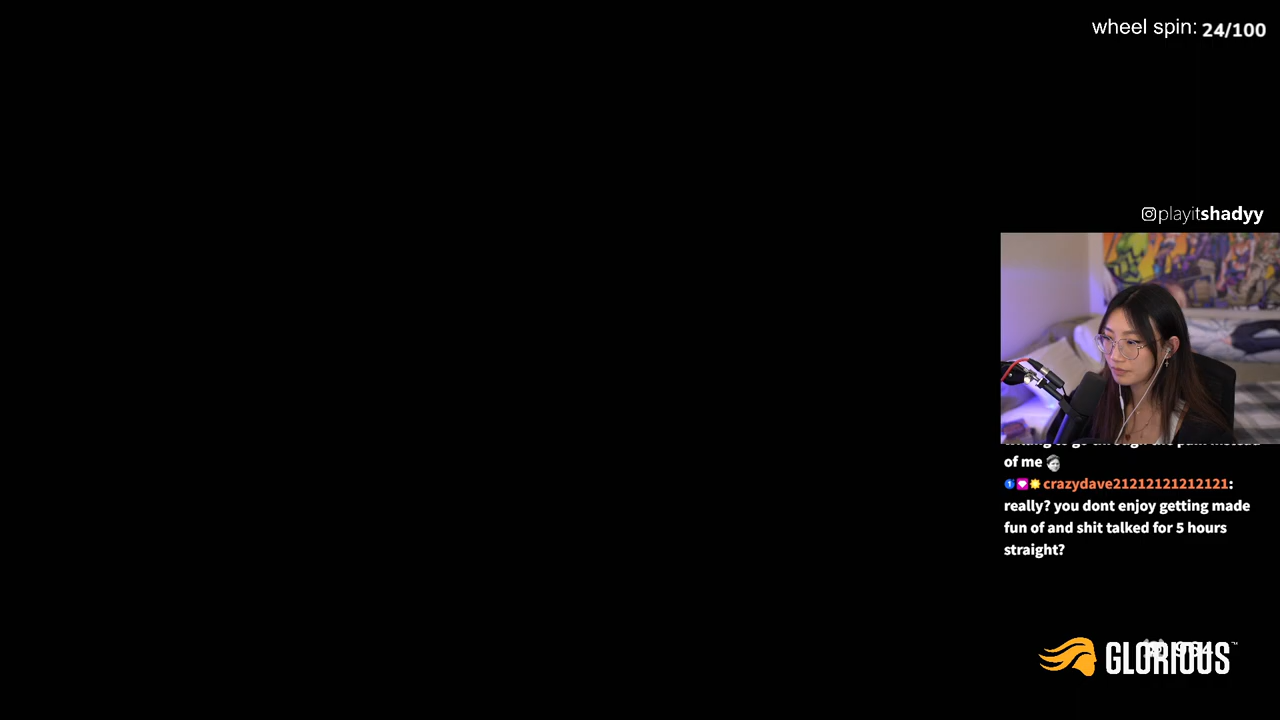 wheel spin: 24/100
playitshadyy
of me
crazydave21212121212121:
really? you dont enjoy getting made
fun of and shit talked for 5 hours
straight?
GLORIOUS™